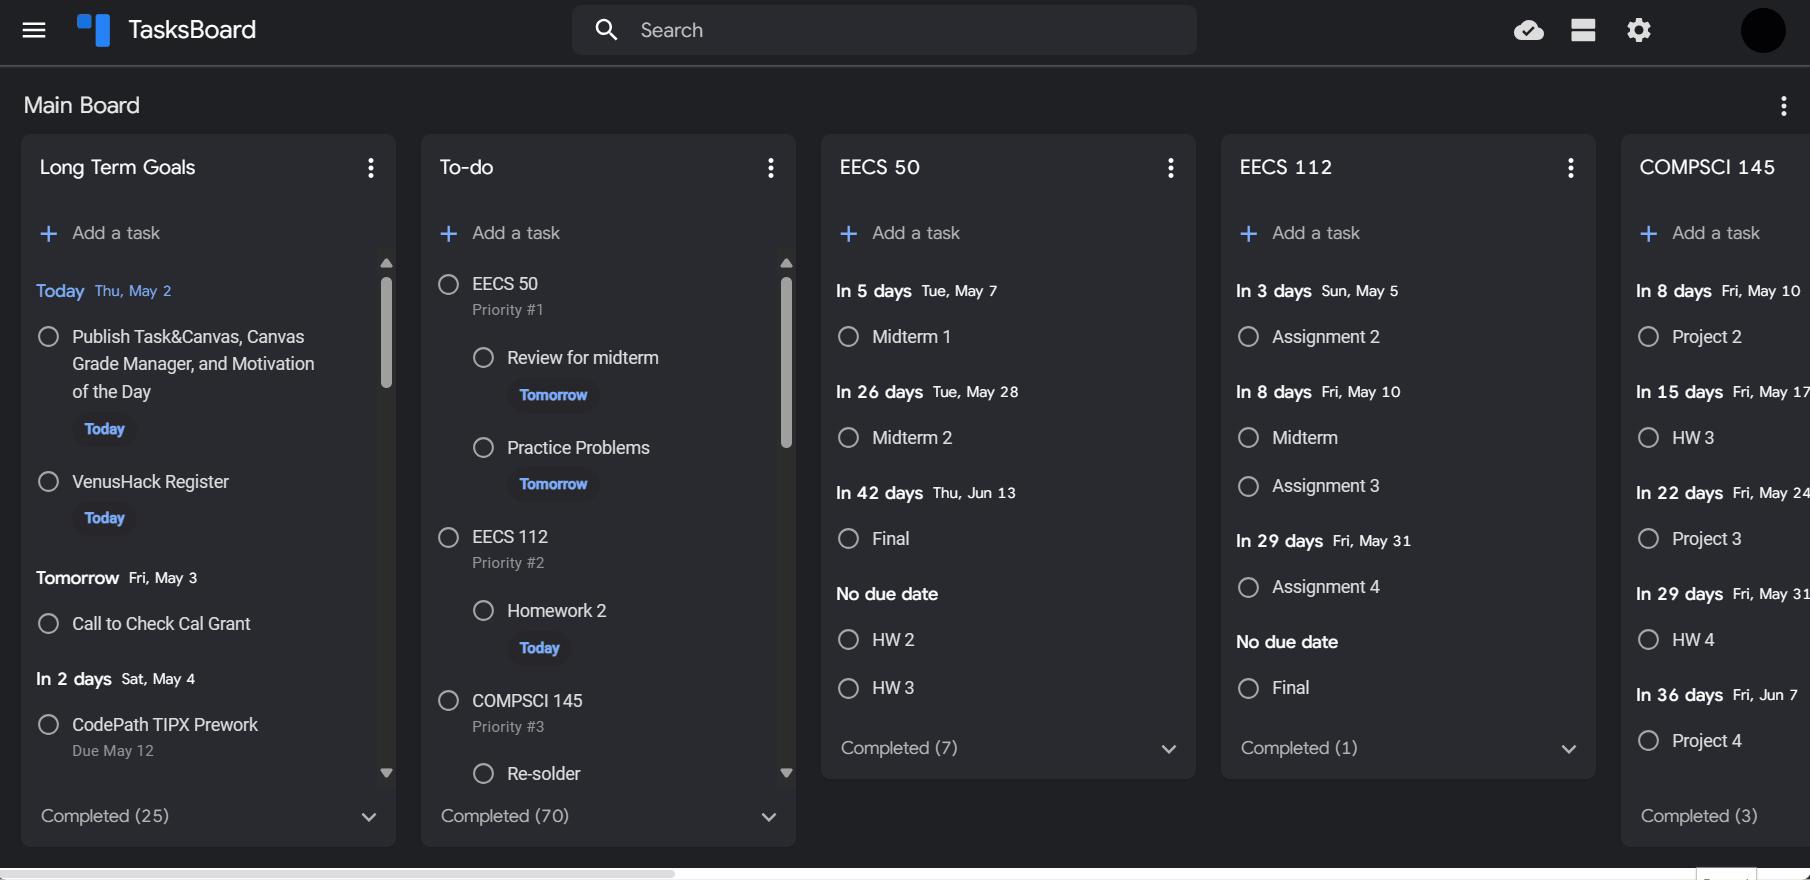 TasksBoard
Search
Main Board
Long Term Goals
Add a task
Today Thu, May 2
Publish Task&Canvas, Canvas
Grade Manager, and Motivation
of the Day
Today
VenusHack Register
Today
Tomorrow Fri, May 3
Call to Check Cal Grant
In 2 days Sat, May 4
CodePath TIPX Prework
Due May 12
Completed (25)
To-do
Add a task
EECS 50
Priority #1
Review for midterm
Tomorrow
Practice Problems
Tomorrow
EECS 112
Priority #2
Homework 2
Today
COMPSCI 145
Priority #3
Re-solder
Completed (70)
EECS 50
Add a task
In 5 days Tue, May 7
Midterm 1
In 26 days Tue, May 28
Midterm 2
In 42 days Thu, Jun 13
Final
No due date
HW 2
HW 3
Completed (7)
EECS 112
Add a task
In 3 days Sun, May 5
Assignment 2
In 8 days Fri, May 10
Midterm
Assignment 3
In 29 days Fri, May 31
Assignment 4
No due date
Final
Completed (1)
COMPSCI 145
Add a task
In 8 days Fri, May 10
Project 2
In 15 days Fri, May 17
HW 3
In 22 days Fri, May 24
Project 3
In 29 days Fri, May 31
HW 4
In 36 days Fri, Jun 7
Project 4
Completed (3)